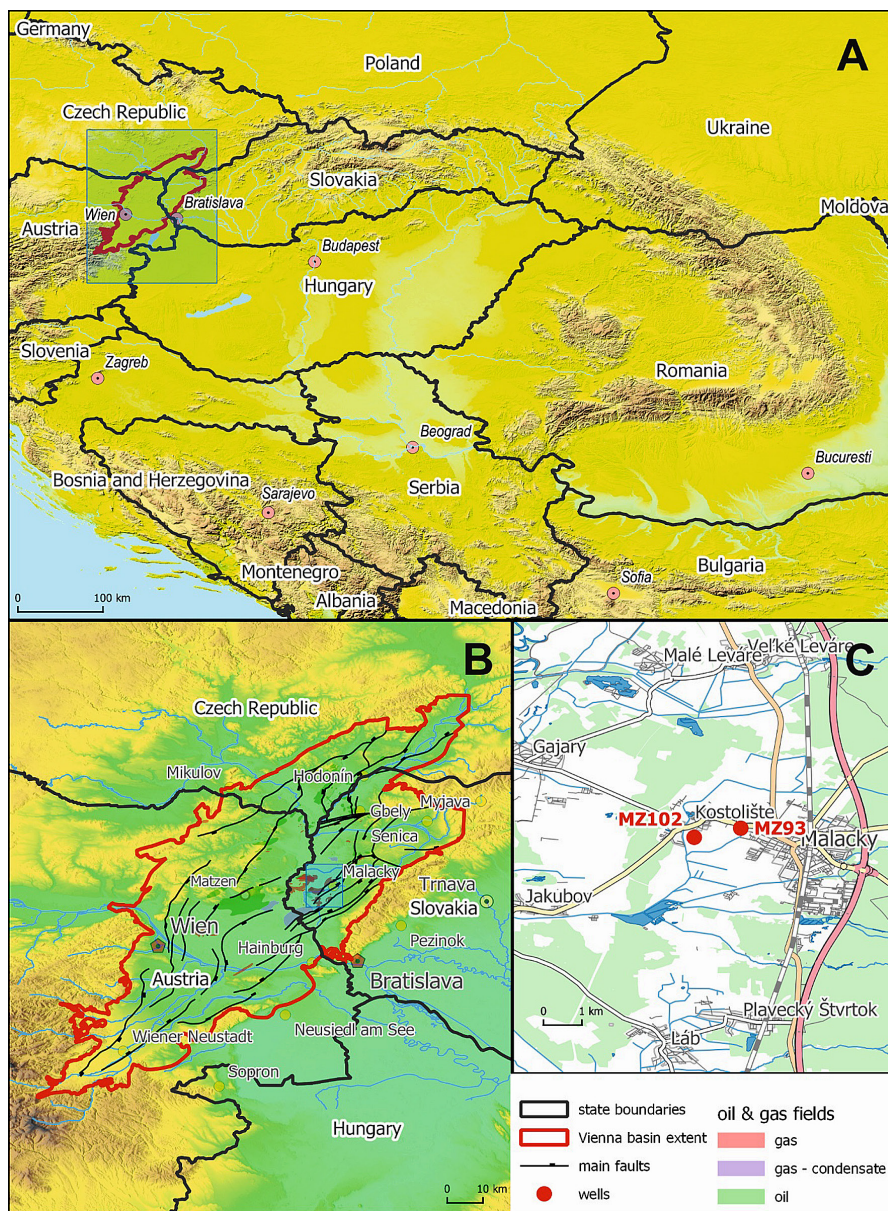 Germany
Poland
A
Czech Republic
Ukraine
Slovakia
Moldova
Wien
Bratislava
Austria
Budapest
Hungary
Slovenia
Zagreb
Romania
Beograd
Bosnia and Herzegovina
Sarajevo
Serbia
Bucuresti
Montenegro
Bulgaria
Sofia
Albania
Macedonia
0 100 km
B
Czech Republic
Mikulov
Hodonín
Gbely
Myjava
Senica
Matzen
Malacky
Trnava
Slovakia
Wien
Hainburg
Pezinok
Austria
Bratislava
Wiener Neustadt
Neusiedl am See
Sopron
Hungary
0 10 km
C
Malé Leváre
Veľké Leváre
Gajary
Kostolište
MZ102
MZ93
Malacky
Jakubov
0 1 km
Plavecký Štvrtok
Láb
state boundaries
Vienna basin extent
main faults
wells
oil & gas fields
gas
gas - condensate
oil